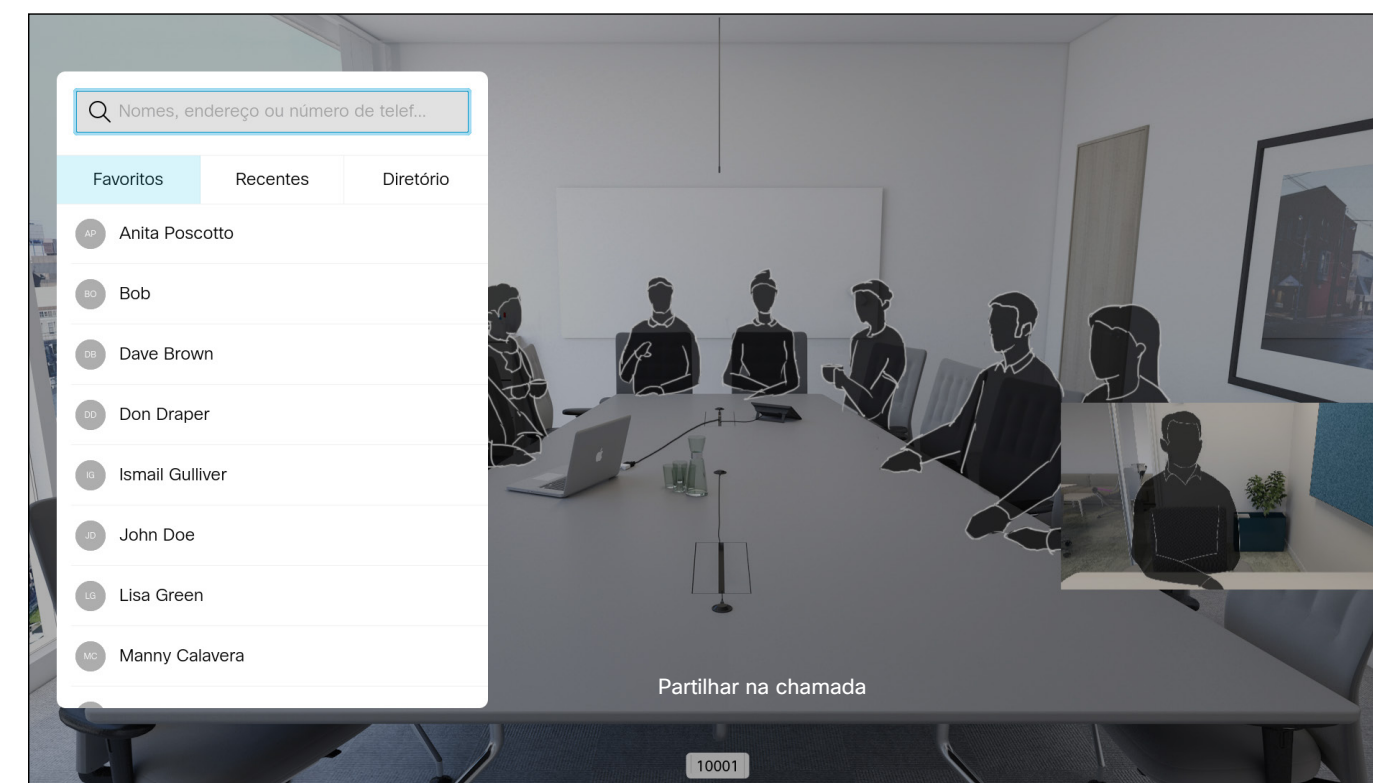 Nomes, endereço ou número de telef...
Favoritos Recentes Diretório
AP Anita Poscotto
BO Bob
DB Dave Brown
DD Don Draper
IG Ismail Gulliver
JD John Doe
LG Lisa Green
MC Manny Calavera
Partilhar na chamada
10001